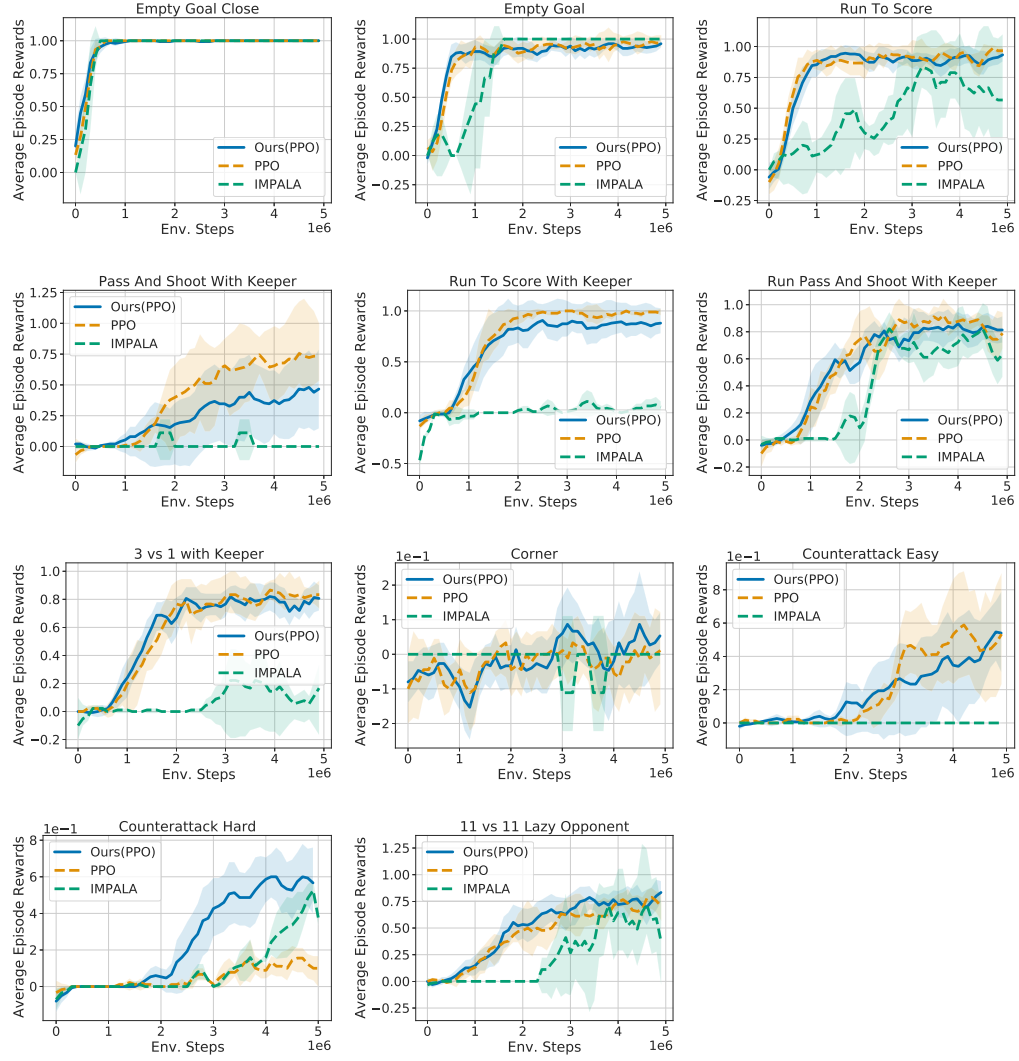 Empty Goal Close
Average Episode Rewards
1.00
0.75
0.50
0.25
0.00
Ours(PPO)
PPO
IMPALA
0 1 2 3 4 5
1e6
Env. Steps
Empty Goal
Average Episode Rewards
1.00
0.75
0.50
0.25
0.00
−0.25
Ours(PPO)
PPO
IMPALA
0 1 2 3 4 5
1e6
Env. Steps
Run To Score
Average Episode Rewards
1.00
0.75
0.50
0.25
0.00
−0.25
Ours(PPO)
PPO
IMPALA
0 1 2 3 4 5
1e6
Env. Steps
Pass And Shoot With Keeper
Average Episode Rewards
1.25
1.00
0.75
0.50
0.25
0.00
Ours(PPO)
PPO
IMPALA
0 1 2 3 4 5
1e6
Env. Steps
Run To Score With Keeper
Average Episode Rewards
1.0
0.5
0.0
−0.5
Ours(PPO)
PPO
IMPALA
0 1 2 3 4 5
1e6
Env. Steps
Run Pass And Shoot With Keeper
Average Episode Rewards
1.0
0.8
0.6
0.4
0.2
0.0
−0.2
Ours(PPO)
PPO
IMPALA
0 1 2 3 4 5
1e6
Env. Steps
3 vs 1 with Keeper
Average Episode Rewards
1.0
0.8
0.6
0.4
0.2
0.0
−0.2
Ours(PPO)
PPO
IMPALA
0 1 2 3 4 5
1e6
Env. Steps
1e−1
Corner
Average Episode Rewards
2
1
0
−1
−2
Ours(PPO)
PPO
IMPALA
0 1 2 3 4 5
1e6
Env. Steps
1e−1
Counterattack Easy
Average Episode Rewards
8
6
4
2
0
Ours(PPO)
PPO
IMPALA
0 1 2 3 4 5
1e6
Env. Steps
1e−1
Counterattack Hard
Average Episode Rewards
8
6
4
2
0
Ours(PPO)
PPO
IMPALA
0 1 2 3 4 5
1e6
Env. Steps
11 vs 11 Lazy Opponent
Average Episode Rewards
1.25
1.00
0.75
0.50
0.25
0.00
−0.25
Ours(PPO)
PPO
IMPALA
0 1 2 3 4 5
1e6
Env. Steps